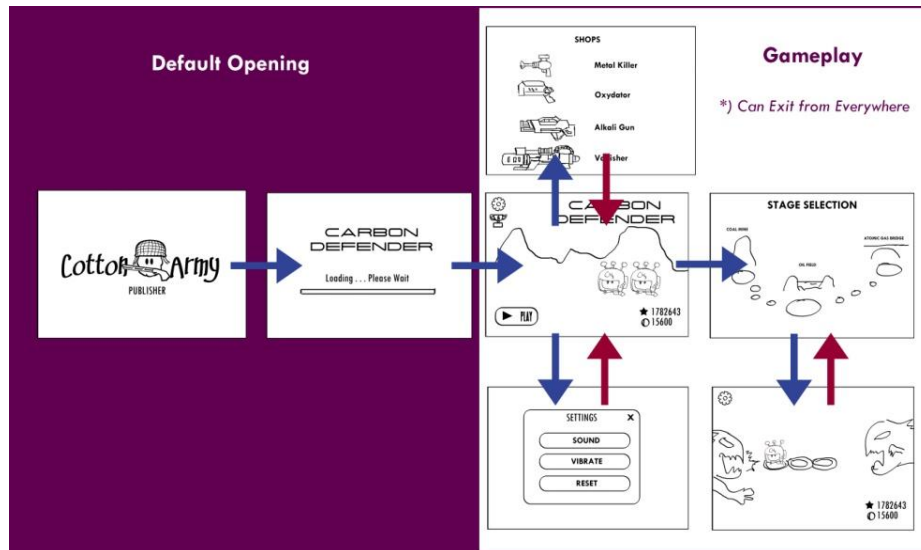 Default Opening
Cotton Army
PUBLISHER
CARBON
DEFENDER
Loading . . . Please Wait
SHOPS
Metal Killer
Oxydator
Alkali Gun
Gameplay
*) Can Exit from Everywhere
CARBON
DEFENDER
PLAY
1782643
15600
SETTINGS X
SOUND
VIBRATE
RESET
STAGE SELECTION
COAL MINE
ATOMIC GAS BRIDGE
OIL FIELD
1782643
15600